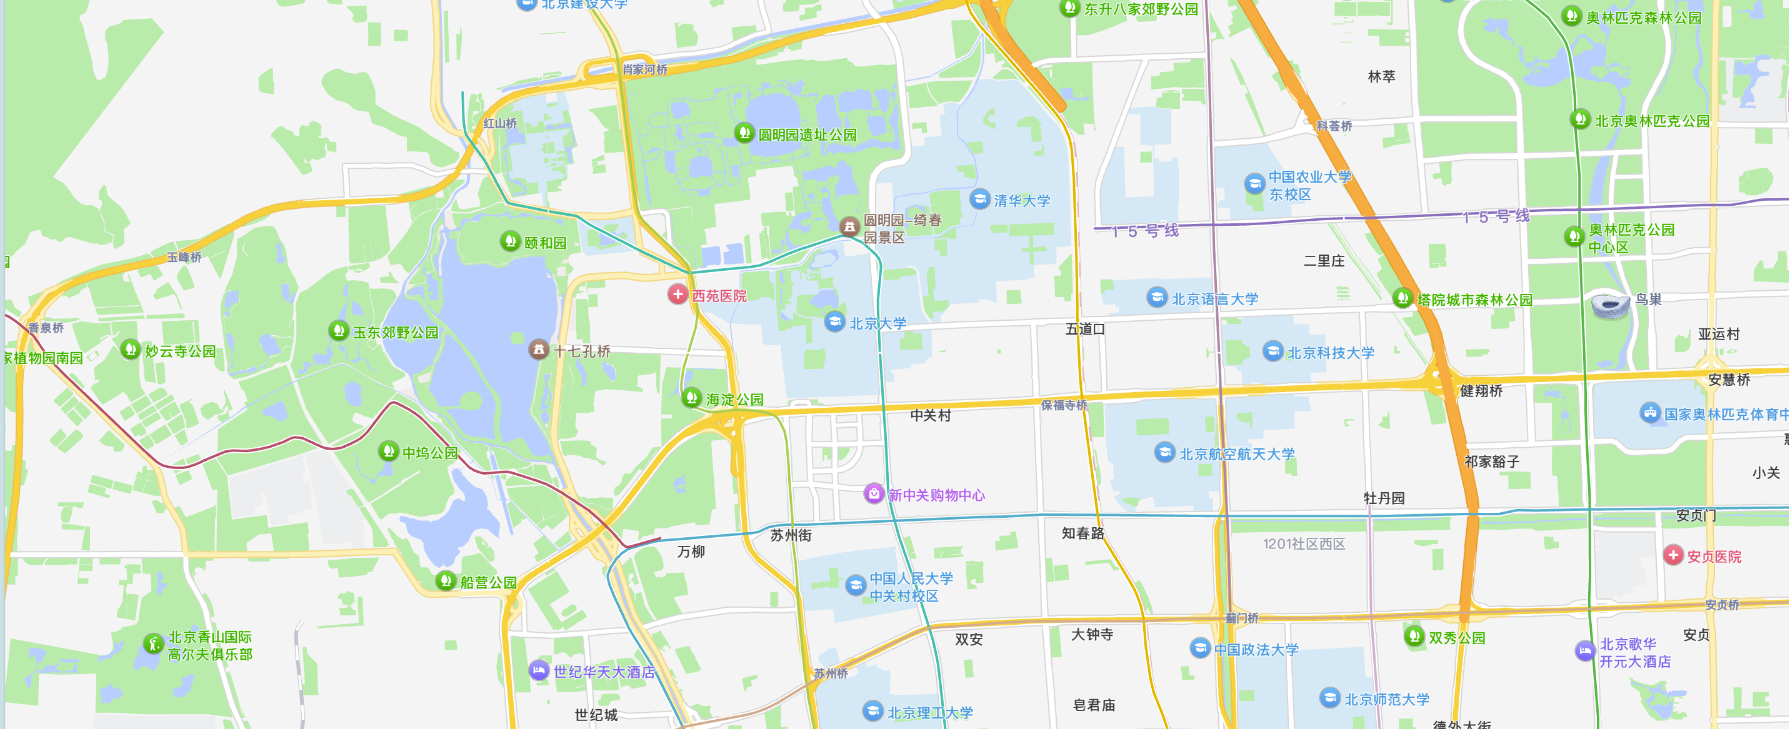 北京建设大学
东升八家郊野公园
奥林匹克森林公园
肖家河桥
林萃
红山桥
圆明园遗址公园
科荟桥
北京奥林匹克公园
中国农业大学
东校区
清华大学
圆明园-绮春
园景区
15号线
15号线
颐和园
奥林匹克公园
中心区
玉峰桥
二里庄
西苑医院
北京语言大学
塔院城市森林公园
鸟巢
香泉桥
玉东郊野公园
北京大学
五道口
亚运村
家植物园南园
妙云寺公园
十七孔桥
北京科技大学
安慧桥
健翔桥
海淀公园
中关村
保福寺桥
国家奥林匹克体育中
中坞公园
北京航空航天大学
祁家豁子
小关
新中关购物中心
牡丹园
安贞门
苏州街
知春路
万柳
1201社区西区
安贞医院
船营公园
中国人民大学
中关村校区
安贞桥
蓟门桥
北京香山国际
高尔夫俱乐部
双安
大钟寺
双秀公园
安贞
中国政法大学
北京歌华
开元大酒店
世纪华天大酒店
苏州桥
北京师范大学
世纪城
北京理工大学
皂君庙
德外大街